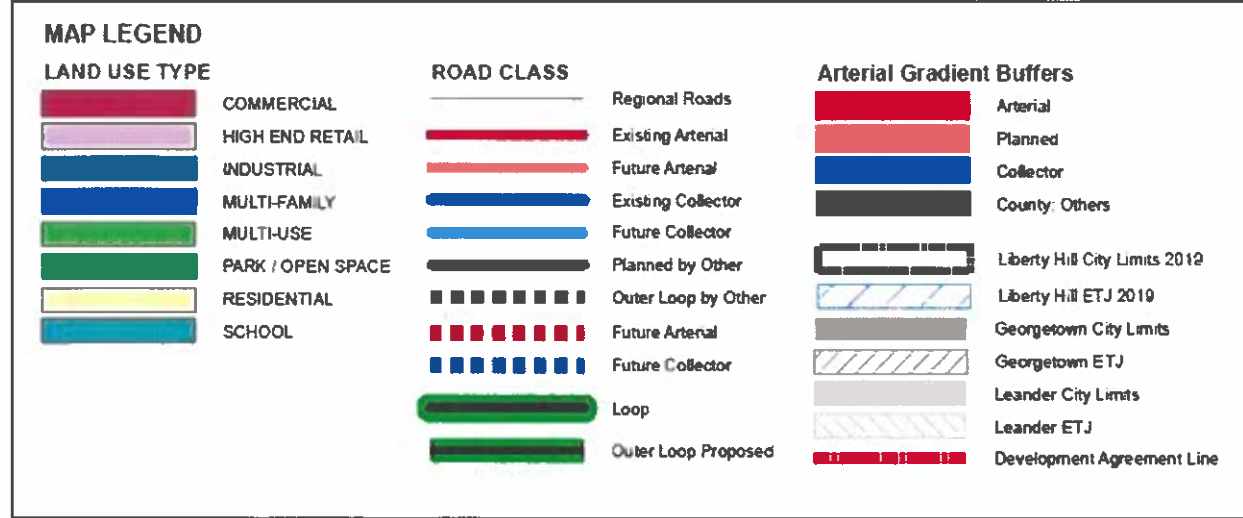 MAP LEGEND
LAND USE TYPE
COMMERCIAL
HIGH END RETAIL
INDUSTRIAL
MULTI-FAMILY
MULTI-USE
PARK / OPEN SPACE
RESIDENTIAL
SCHOOL
ROAD CLASS
Regional Roads
Existing Arterial
Future Arterial
Existing Collector
Future Collector
Planned by Other
Outer Loop by Other
Future Arterial
Future Collector
Loop
Outer Loop Proposed
Arterial Gradient Buffers
Arterial
Planned
Collector
County; Others
Liberty Hill City Limits 2019
Liberty Hill ETJ 2019
Georgetown City Limits
Georgetown ETJ
Leander City Limits
Leander ETJ
Development Agreement Line